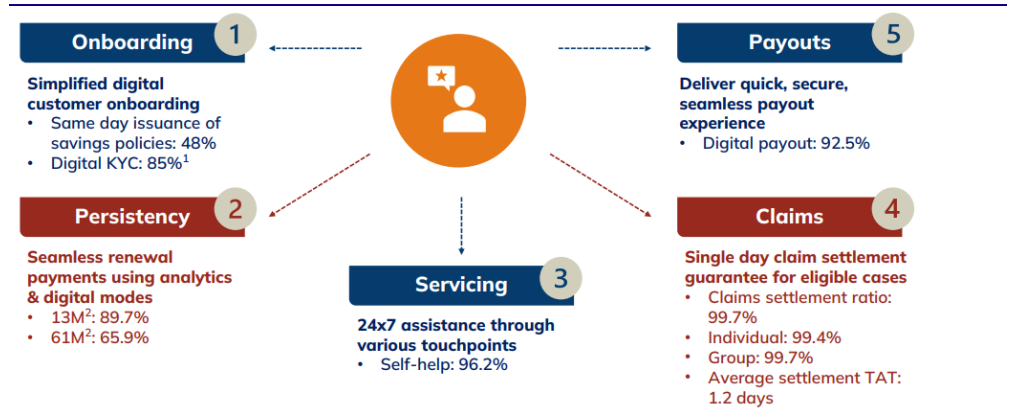 Onboarding 1
Simplified digital
customer onboarding
• Same day issuance of
savings policies: 48%
• Digital KYC: 85%¹
Persistency 2
Seamless renewal
payments using analytics
& digital modes
• 13M²: 89.7%
• 61M²: 65.9%
Servicing 3
24x7 assistance through
various touchpoints
• Self-help: 96.2%
Claims 4
Single day claim settlement
guarantee for eligible cases
• Claims settlement ratio:
99.7%
• Individual: 99.4%
• Group: 99.7%
• Average settlement TAT:
1.2 days
Payouts 5
Deliver quick, secure,
seamless payout
experience
• Digital payout: 92.5%